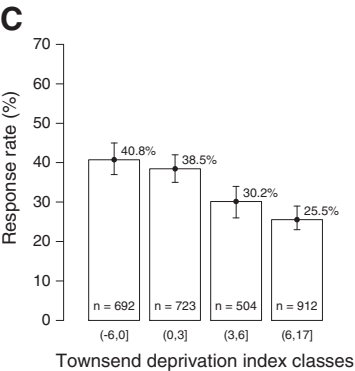 C
Response rate (%)
70
60
50
40
30
20
10
0
40.8%
38.5%
30.2%
25.5%
n = 692
n = 723
n = 504
n = 912
(-6,0]
(0,3]
(3,6]
(6,17]
Townsend deprivation index classes